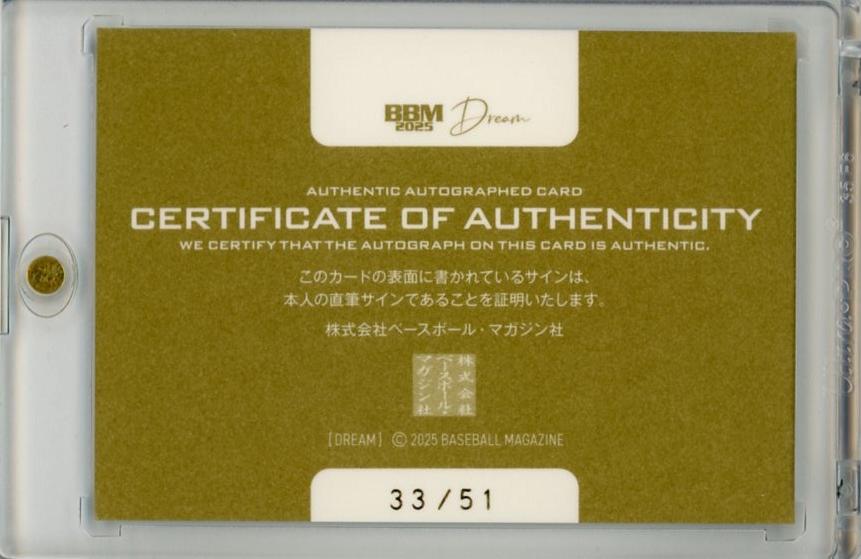 BBM Dream
2025
AUTHENTIC AUTOGRAPHED CARD
CERTIFICATE OF AUTHENTICITY
WE CERTIFY THAT THE AUTOGRAPH ON THIS CARD IS AUTHENTIC.
このカードの表面に書かれているサインは、
本人の直筆サインであることを証明いたします。
株式会社ベースボール・マガジン社
株式会社
ベースボール・
マガジン社
[DREAM] © 2025 BASEBALL MAGAZINE
33/51